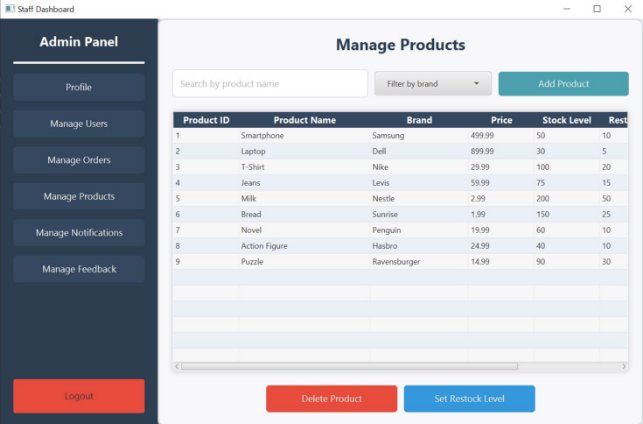 Staff Dashboard
Admin Panel
Profile
Manage Users
Manage Orders
Manage Products
Manage Notifications
Manage Feedback
Logout
Manage Products
Search by product name
Filter by brand
Add Product
Product ID Product Name Brand Price Stock Level Rest
1 Smartphone Samsung 499.99 50 10
2 Laptop Dell 899.99 30 5
3 T-Shirt Nike 29.99 100 20
4 Jeans Levis 59.99 75 15
5 Milk Nestle 2.99 200 50
6 Bread Sunrise 1.99 150 25
7 Novel Penguin 19.99 60 10
8 Action Figure Hasbro 24.99 40 10
9 Puzzle Ravensburger 14.99 90 30
Delete Product
Set Restock Level